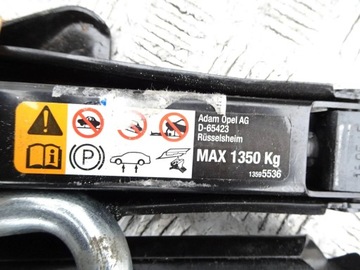 Adam Opel AG
D-65423
Rüsselsheim
MAX 1350 Kg
13595536
P